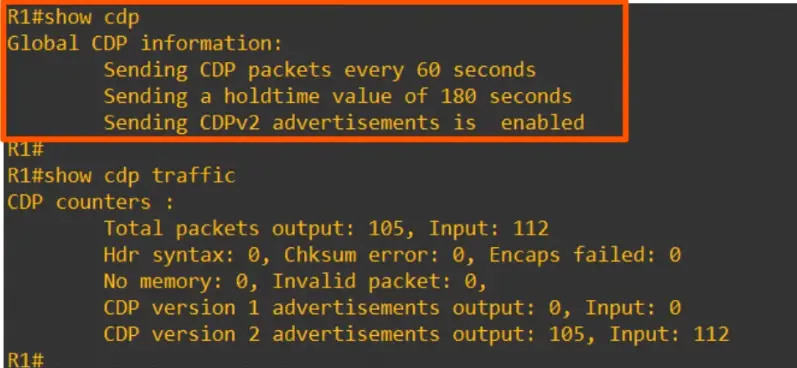 R1#show cdp
Global CDP information:
Sending CDP packets every 60 seconds
Sending a holdtime value of 180 seconds
Sending CDPv2 advertisements is  enabled
R1#
R1#show cdp traffic
CDP counters :
Total packets output: 105, Input: 112
Hdr syntax: 0, Chksum error: 0, Encaps failed: 0
No memory: 0, Invalid packet: 0,
CDP version 1 advertisements output: 0, Input: 0
CDP version 2 advertisements output: 105, Input: 112
R1#